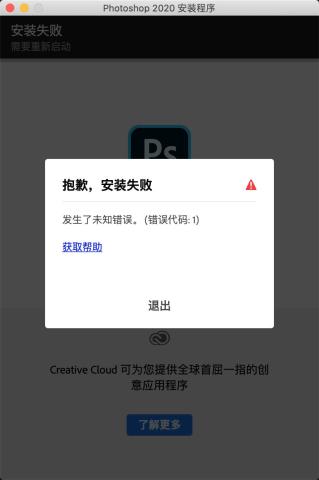 Photoshop 2020 安装程序
安装失败
需要重新启动
Ps
抱歉，安装失败
发生了未知错误。(错误代码: 1)
获取帮助
退出
Creative Cloud 可为您提供全球首屈一指的创
意应用程序
了解更多